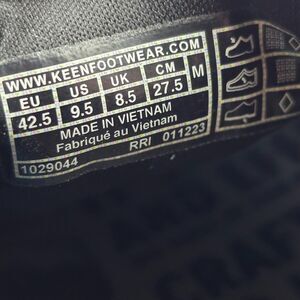 WWW.KEENFOOTWEAR.COM
EU US UK CM M
42.5 9.5 8.5 27.5
MADE IN VIETNAM
Fabriqué au Vietnam
1029044 RRI 011223